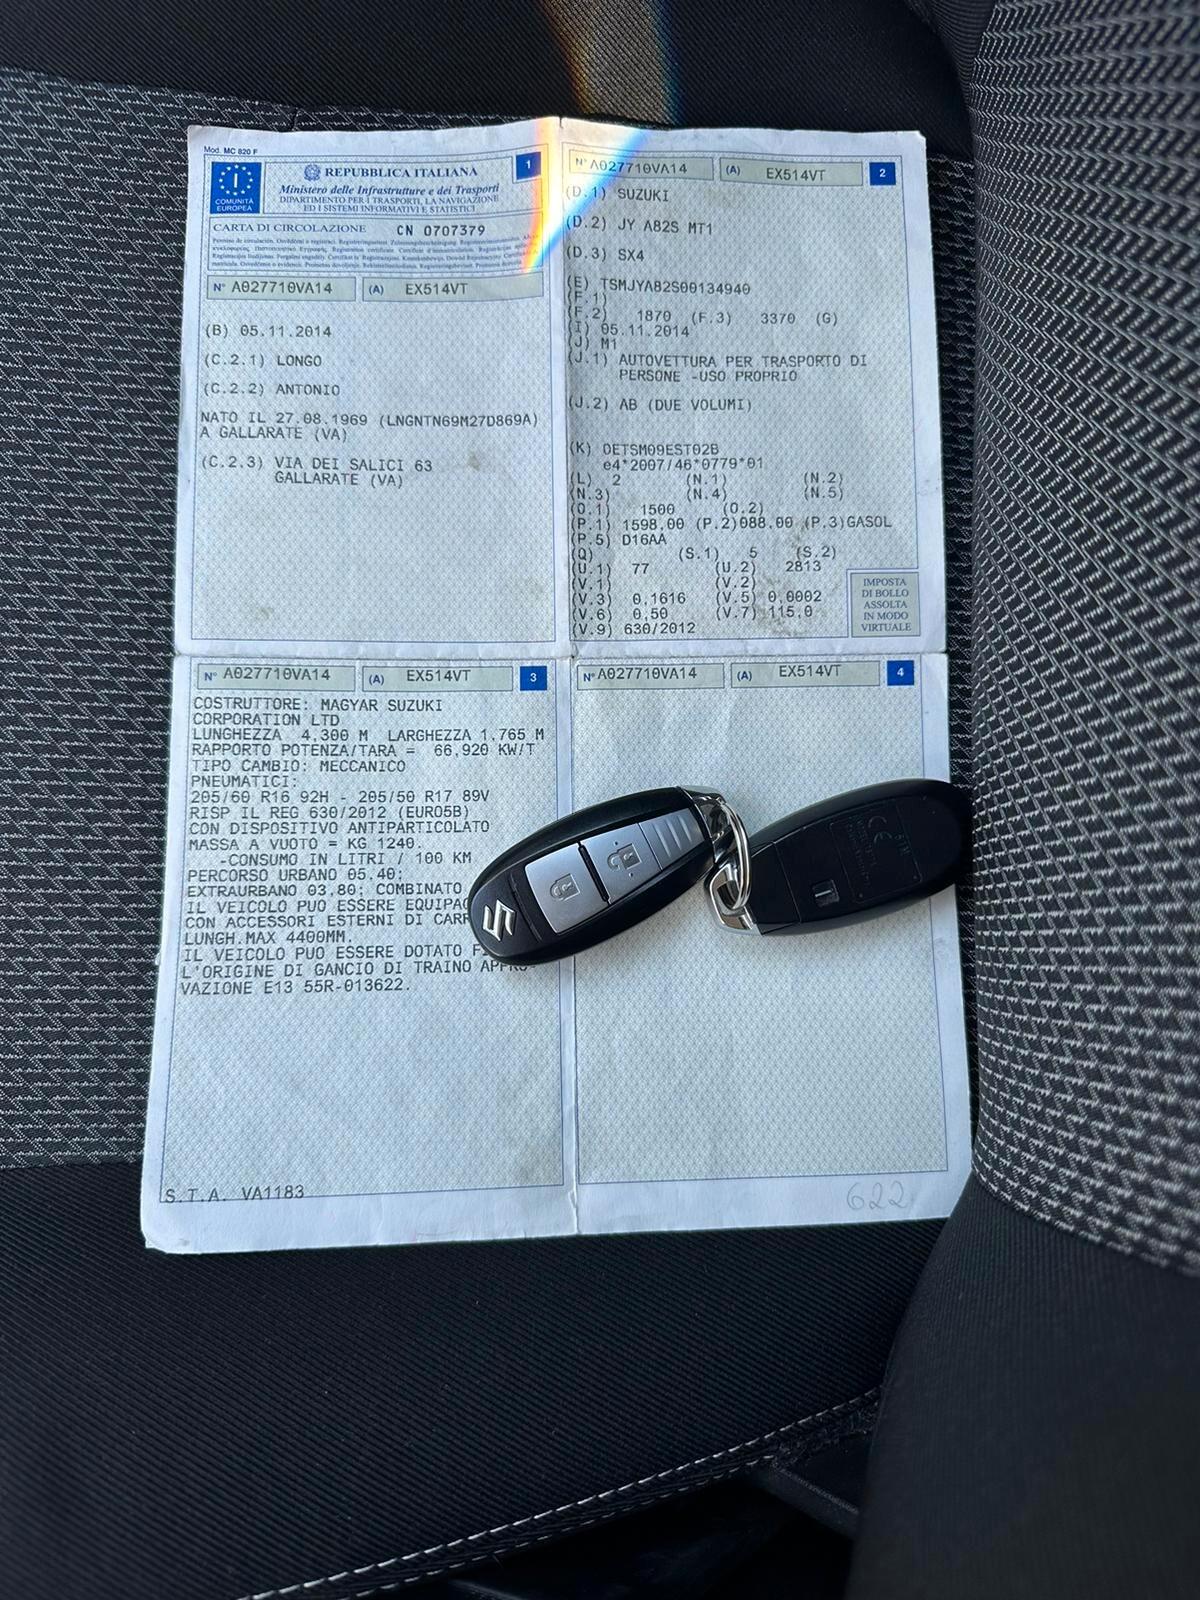 Mod. MC 820 F
REPUBBLICA ITALIANA
1
Ministero delle Infrastrutture e dei Trasporti
DIPARTIMENTO PER I TRASPORTI, LA NAVIGAZIONE
ED I SISTEMI INFORMATIVI E STATISTICI
I
COMUNITÀ
EUROPEA
CARTA DI CIRCOLAZIONE CN 0707379
N° A027710VA14 (A) EX514VT
(B) 05.11.2014
(C.2.1) LONGO
(C.2.2) ANTONIO
NATO IL 27.08.1969 (LNGNTN69M27D869A)
A GALLARATE (VA)
(C.2.3) VIA DEI SALICI 63
GALLARATE (VA)
N° A027710VA14 (A) EX514VT 2
(D.1) SUZUKI
(D.2) JY A82S MT1
(D.3) SX4
(E) TSMJYA82S00134940
(F.1)
(F.2) 1870 (F.3) 3370 (G)
(I) 05.11.2014
(J) M1
(J.1) AUTOVETTURA PER TRASPORTO DI
PERSONE -USO PROPRIO
(J.2) AB (DUE VOLUMI)
(K) OETSM09EST02B
e4*2007/46*0779*01
(L) 2 (N.1) (N.2)
(N.3) (N.4) (N.5)
(O.1) 1500 (O.2)
(P.1) 1598,00 (P.2)088,00 (P.3)GASOL
(P.5) D16AA
(Q) (S.1) 5 (S.2)
(U.1) 77 (U.2) 2813
(V.1) (V.2)
(V.3) 0,1616 (V.5) 0,0002
(V.6) 0,50 (V.7) 115,0
(V.9) 630/2012
IMPOSTA
DI BOLLO
ASSOLTA
IN MODO
VIRTUALE
N° A027710VA14 (A) EX514VT 3
COSTRUTTORE: MAGYAR SUZUKI
CORPORATION LTD
LUNGHEZZA 4,300 M LARGHEZZA 1,765 M
RAPPORTO POTENZA/TARA = 66,920 KW/T
TIPO CAMBIO: MECCANICO
PNEUMATICI:
205/60 R16 92H - 205/50 R17 89V
RISP IL REG 630/2012 (EURO5B)
CON DISPOSITIVO ANTIPARTICOLATO
MASSA A VUOTO = KG 1240.
-CONSUMO IN LITRI / 100 KM
PERCORSO URBANO 05,40;
EXTRAURBANO 03,80; COMBINATO
IL VEICOLO PUO ESSERE
CON ACCESSORI ESTERNI DI
LUNGH.MAX 4400MM.
IL VEICOLO PUO ESSERE DOTATO
L'ORIGINE DI GANCIO DI TRAINO APPRO-
VAZIONE E13 55R-013622.
S.T.A. VA1183
N° A027710VA14 (A) EX514VT 4
CE
622